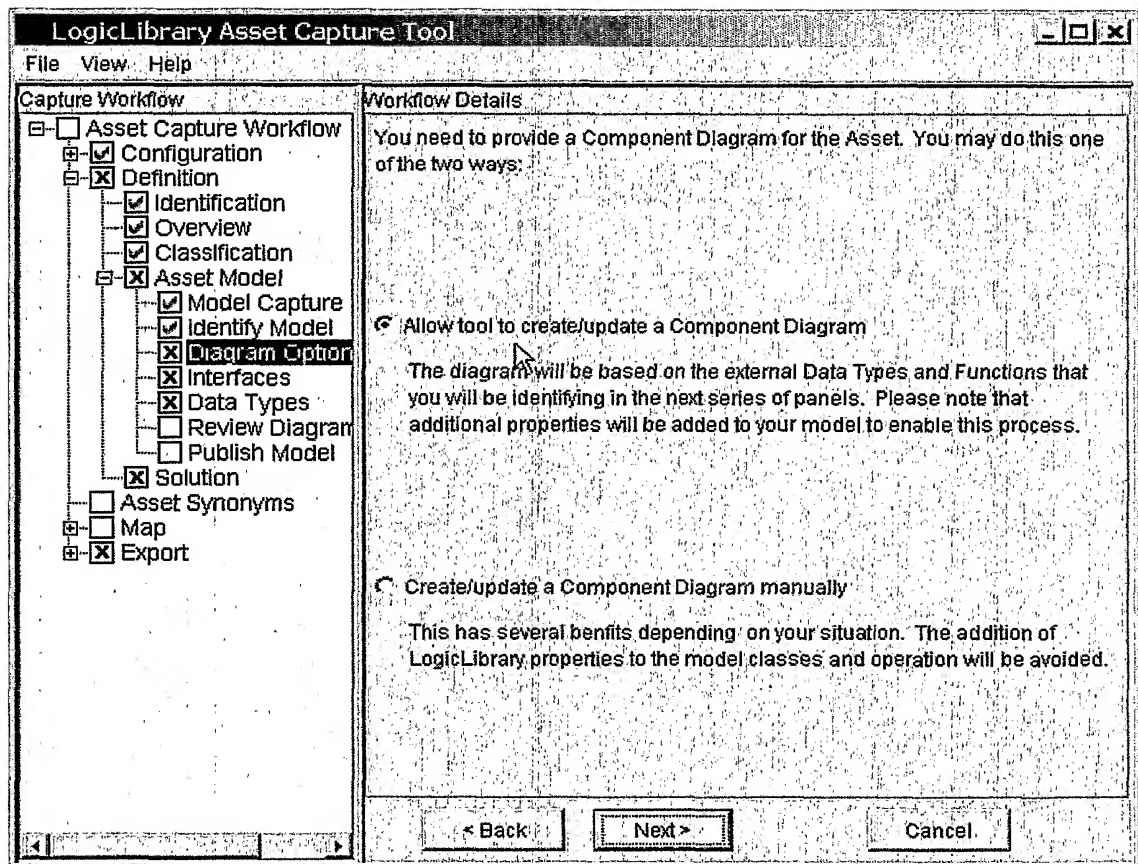 LogicLibrary Asset Capture Tool
File View Help
Capture Workflow
Asset Capture Workflow
Configuration
Definition
Identification
Overview
Classification
Asset Model
Model Capture
Identify Model
Diagram Option
Interfaces
Data Types
Review Diagram
Publish Model
Solution
Asset Synonyms
Map
Export
Workflow Details
You need to provide a Component Diagram for the Asset. You may do this one
of the two ways:
Allow tool to create/update a Component Diagram
The diagram will be based on the external Data Types and Functions that
you will be identifying in the next series of panels. Please note that
additional properties will be added to your model to enable this process.
Create/update a Component Diagram manually
This has several benfits depending on your situation. The addition of
LogicLibrary properties to the model classes and operation will be avoided.
< Back
Next >
Cancel